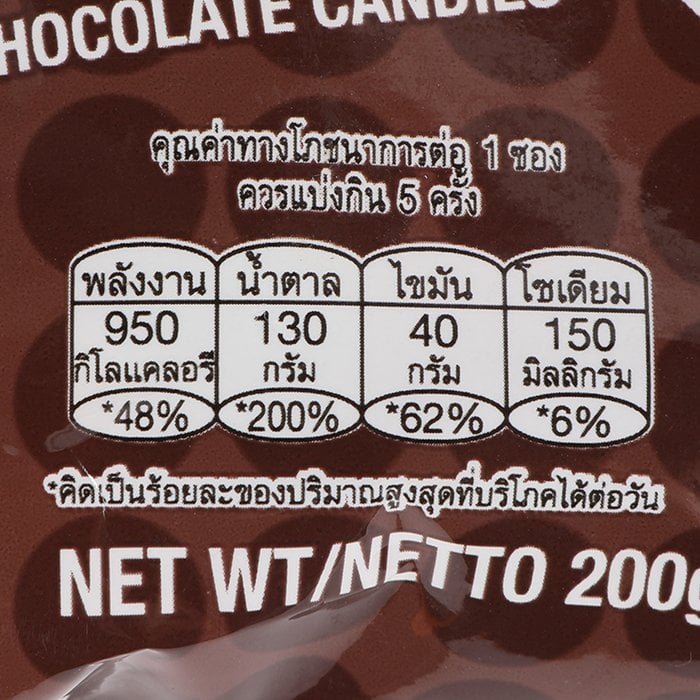 CHOCOLATE CANDIES
คุณค่าทางโภชนาการต่อ 1 ซอง
ควรแบ่งกิน 5 ครั้ง
พลังงาน น้ำตาล ไขมัน โซเดียม
950 130 40 150
กิโลแคลอรี กรัม กรัม มิลลิกรัม
*48% *200% *62% *6%
*คิดเป็นร้อยละของปริมาณสูงสุดที่บริโภคได้ต่อวัน
NET WT/NETTO 200g